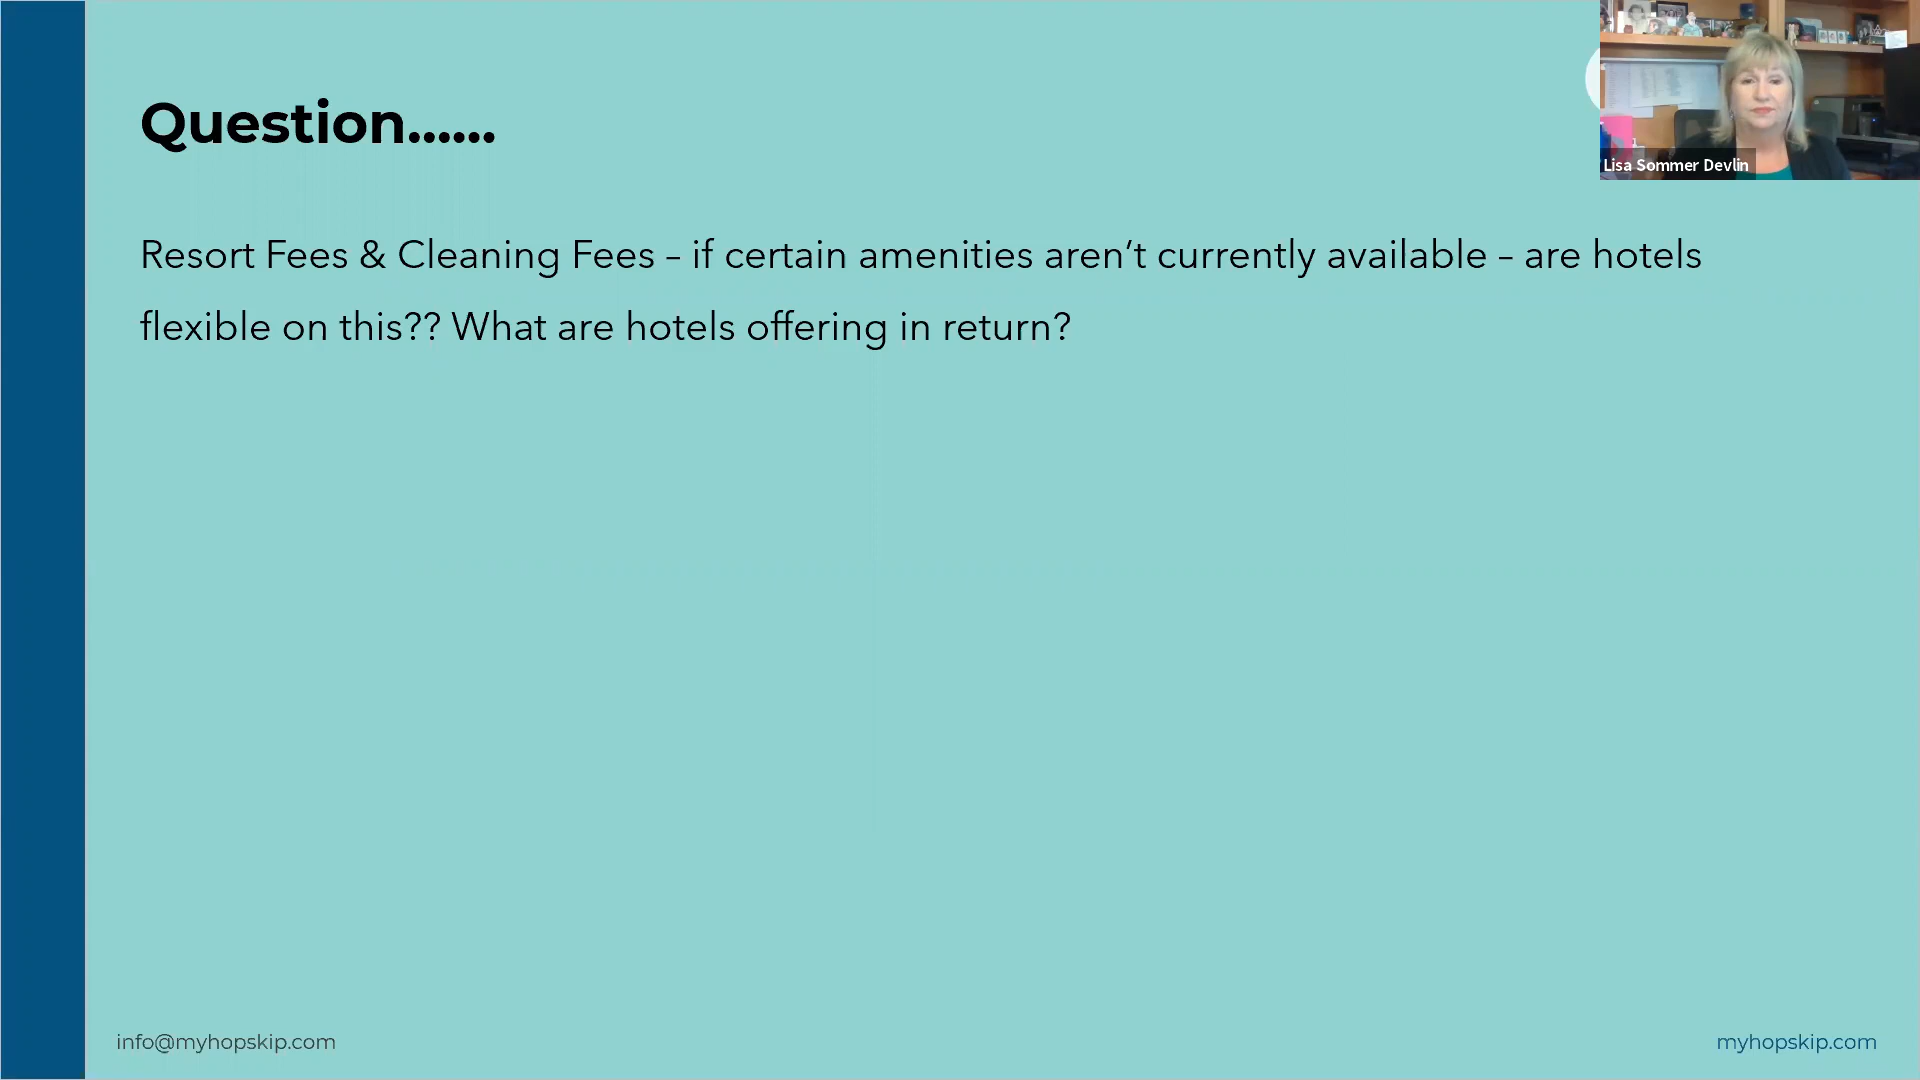 Question......
Lisa Sommer Devlin
Resort Fees & Cleaning Fees – if certain amenities aren’t currently available – are hotels
flexible on this?? What are hotels offering in return?
info@myhopskip.com
myhopskip.com